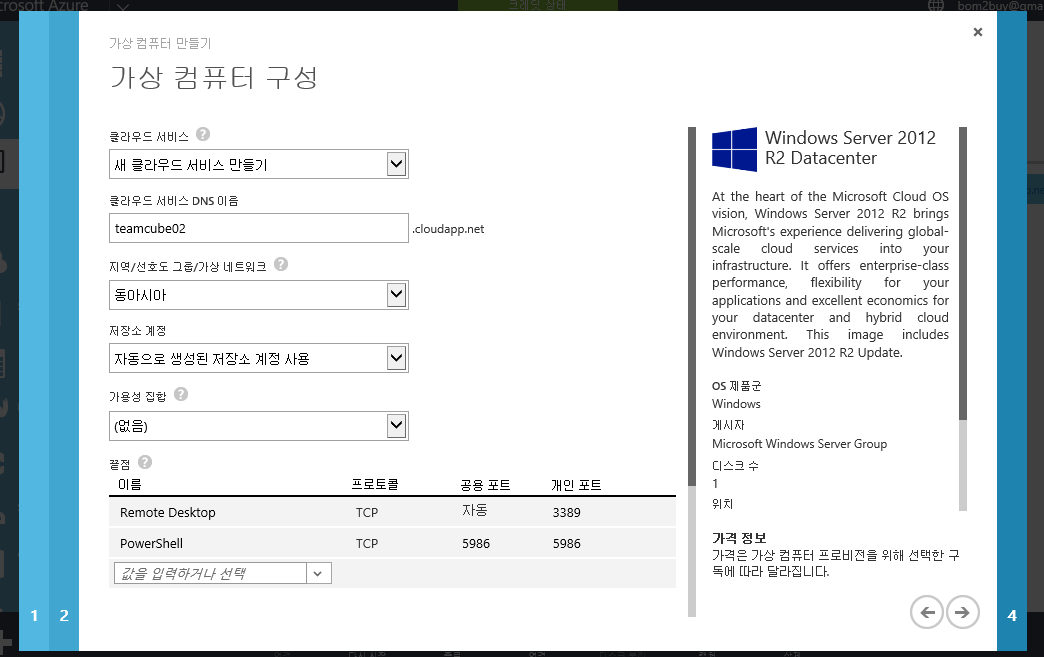 crosoft Azure
크레딧 상태
bom2buy@gma
가상 컴퓨터 만들기
가상 컴퓨터 구성
클라우드 서비스
새 클라우드 서비스 만들기
클라우드 서비스 DNS 이름
teamcube02 .cloudapp.net
지역/선호도 그룹/가상 네트워크
동아시아
저장소 계정
자동으로 생성된 저장소 계정 사용
가용성 집합
(없음)
끝점
이름 프로토콜 공용 포트 개인 포트
Remote Desktop TCP 자동 3389
PowerShell TCP 5986 5986
값을 입력하거나 선택
Windows Server 2012
R2 Datacenter
At the heart of the Microsoft Cloud OS
vision, Windows Server 2012 R2 brings
Microsoft's experience delivering global-
scale cloud services into your
infrastructure. It offers enterprise-class
performance, flexibility for your
applications and excellent economics for
your datacenter and hybrid cloud
environment. This image includes
Windows Server 2012 R2 Update.
OS 제품군
Windows
게시자
Microsoft Windows Server Group
디스크 수
1
위치
가격 정보
가격은 가상 컴퓨터 프로비전을 위해 선택한 구
독에 따라 달라집니다.
1 2 4